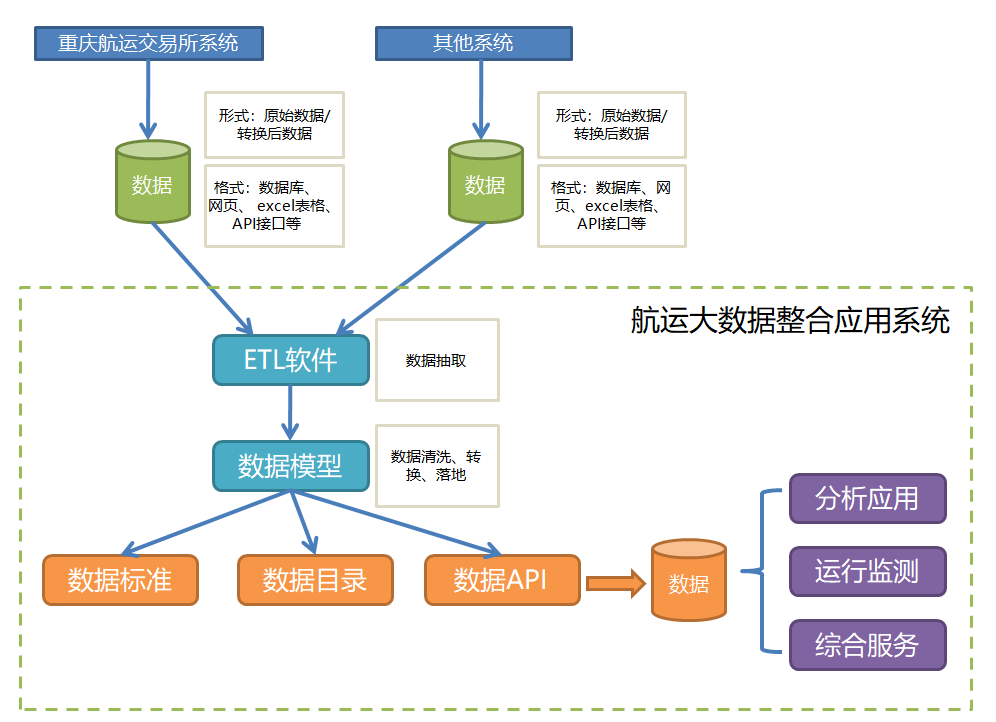 重庆航运交易所系统
其他系统
形式：原始数据/
转换后数据
形式：原始数据/
转换后数据
数据
格式：数据库、
网页、 excel表格、
API接口等
数据
格式：数据库、网
页、excel表格、
API接口等
航运大数据整合应用系统
ETL软件
数据抽取
数据模型
数据清洗、转
换、落地
数据标准
数据目录
数据API
数据
分析应用
运行监测
综合服务